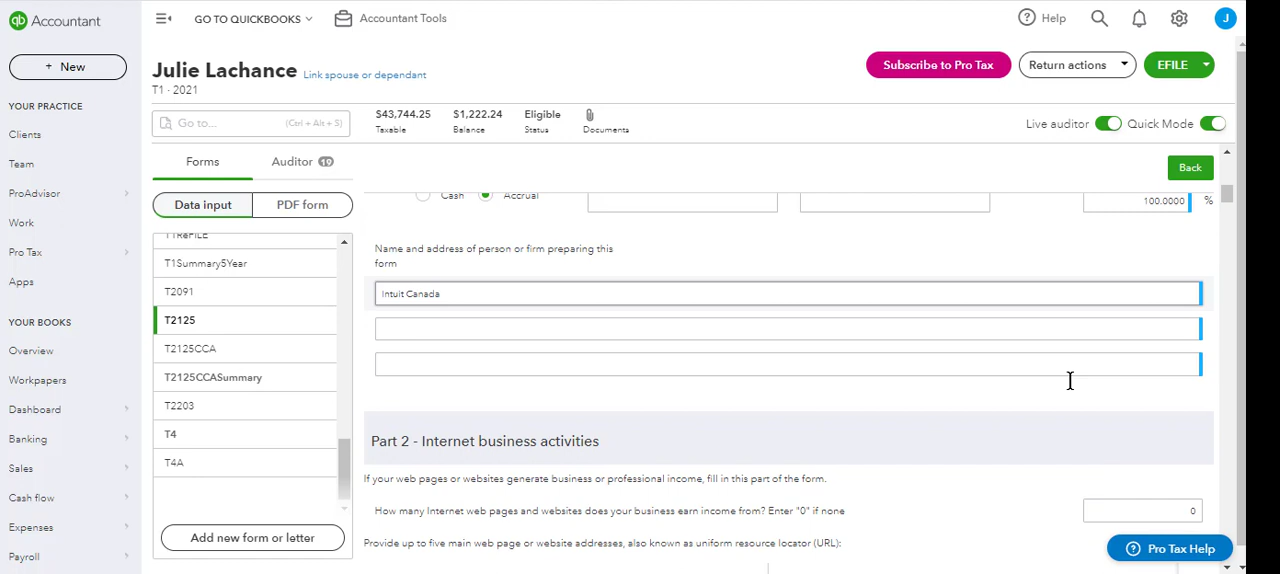 qb Accountant
GO TO QUICKBOOKS
Accountant Tools
Help
J
+ New
Julie Lachance Link spouse or dependant
T1 · 2021
Subscribe to Pro Tax
Return actions
EFILE
YOUR PRACTICE
Clients
Team
ProAdvisor
Work
Pro Tax
Apps
YOUR BOOKS
Overview
Workpapers
Dashboard
Banking
Sales
Cash flow
Expenses
Payroll
Go to... (Ctrl + Alt + S)
$43,744.25
Taxable
$1,222.24
Balance
Eligible
Status
Documents
Live auditor
Quick Mode
Forms
Auditor 19
Back
Data input
PDF form
T1ReFILE
T1Summary5Year
T2091
T2125
T2125CCA
T2125CCASummary
T2203
T4
T4A
Add new form or letter
Cash
Accrual
100.0000 %
Name and address of person or firm preparing this
form
Intuit Canada
Part 2 - Internet business activities
If your web pages or websites generate business or professional income, fill in this part of the form.
How many Internet web pages and websites does your business earn income from? Enter "0" if none
0
Provide up to five main web page or website addresses, also known as uniform resource locator (URL):
Pro Tax Help